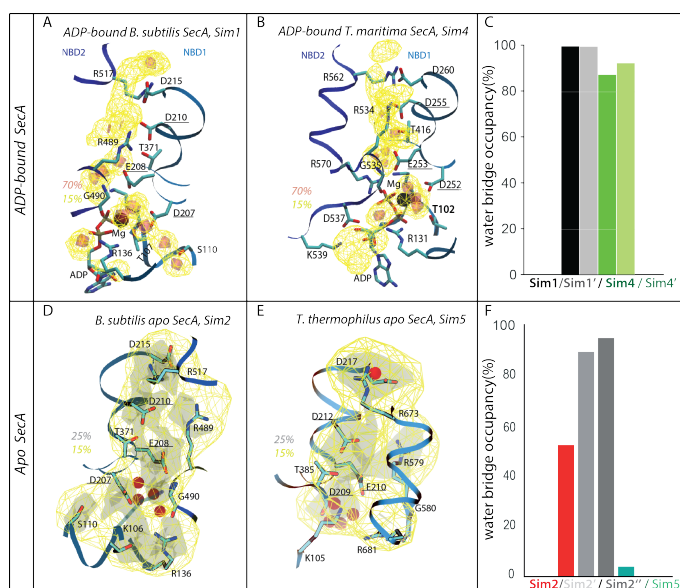 A
ADP-bound B. subtilis SecA, Sim1
NBD2
NBD1
R517
D215
D210
R489
T371
E208
70%
15%
G490
D207
Mg
R136
S110
ADP
B
ADP-bound T. maritima SecA, Sim4
NBD2
NBD1
R562
D260
D255
R534
T416
G535
E253
R570
Mg
D252
70%
15%
T102
D537
R131
K539
ADP
C
water bridge occupancy(%)
100
80
60
40
20
0
Sim1/Sim1'/ Sim4 / Sim4'
ADP-bound SecA
D
B. subtilis apo SecA, Sim2
D215
R517
D210
T371
R489
25%
15%
E208
D207
G490
S110
K106
R136
E
T. thermophilus apo SecA, Sim5
D217
D212
R673
25%
15%
T385
R579
D209
E210
G580
K105
R681
F
water bridge occupancy(%)
100
80
60
40
20
0
Sim2/Sim2'/ Sim2''/ Sim5
Apo SecA